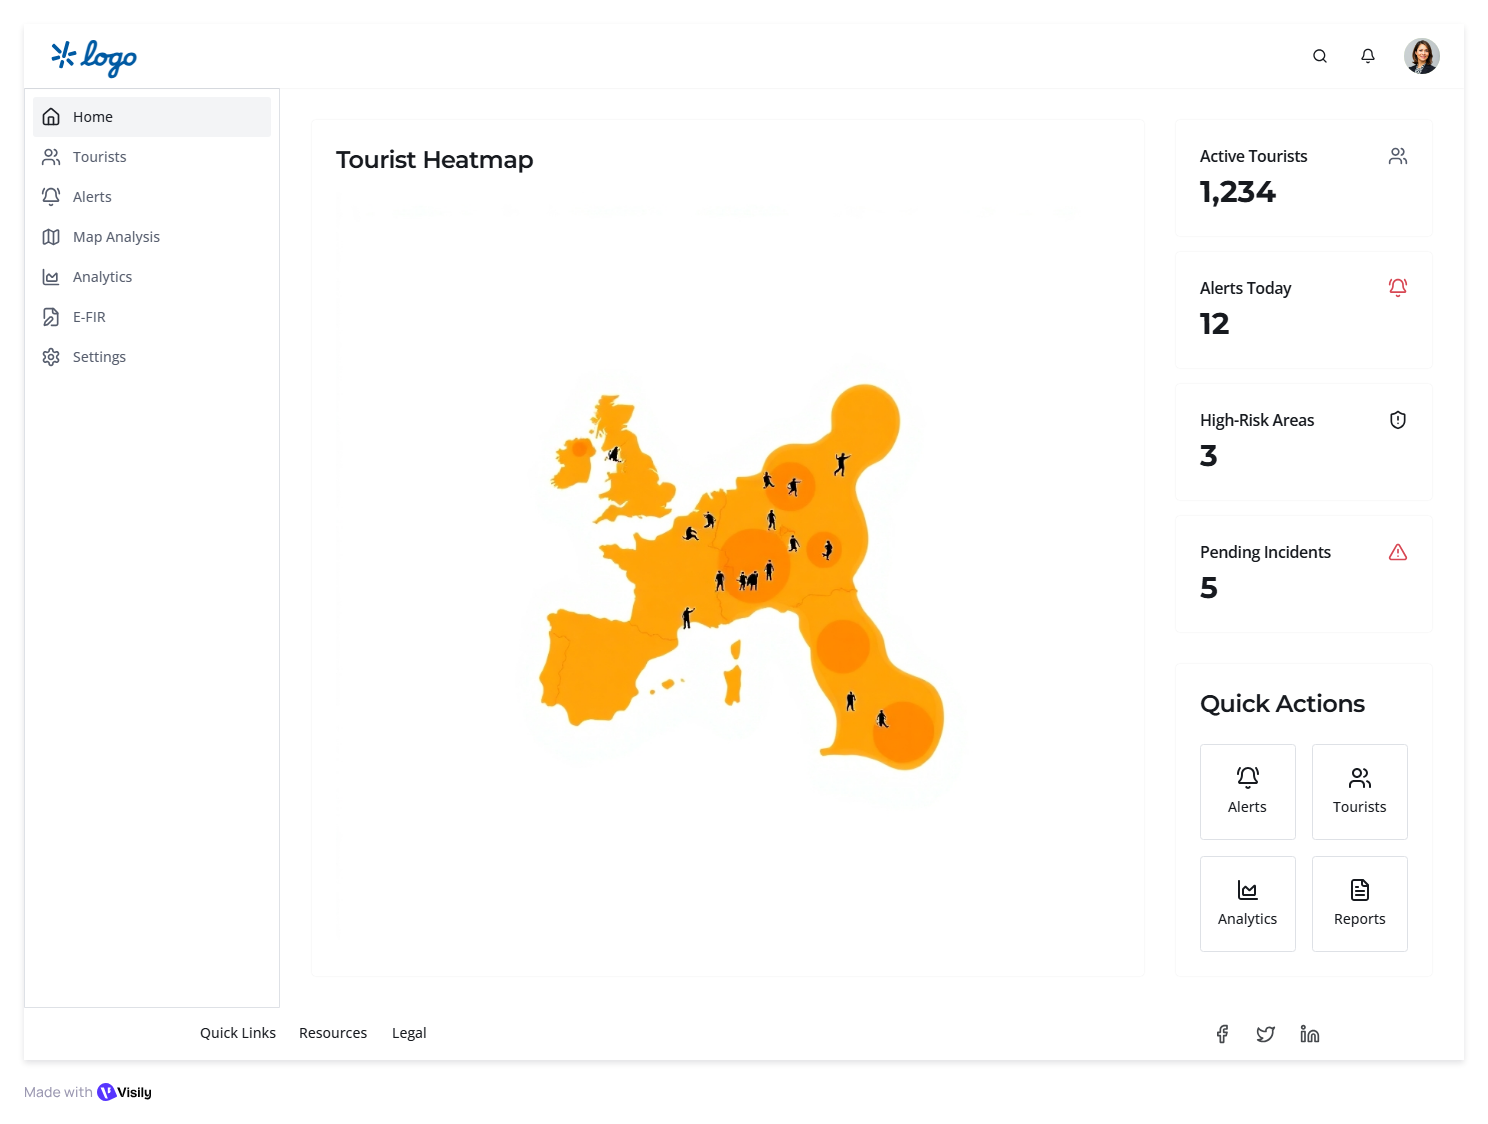 logo
Home
Tourists
Alerts
Map Analysis
Analytics
E-FIR
Settings
Tourist Heatmap
Active Tourists
1,234
Alerts Today
12
High-Risk Areas
3
Pending Incidents
5
Quick Actions
Alerts
Tourists
Analytics
Reports
Quick Links Resources Legal
Made with Visily